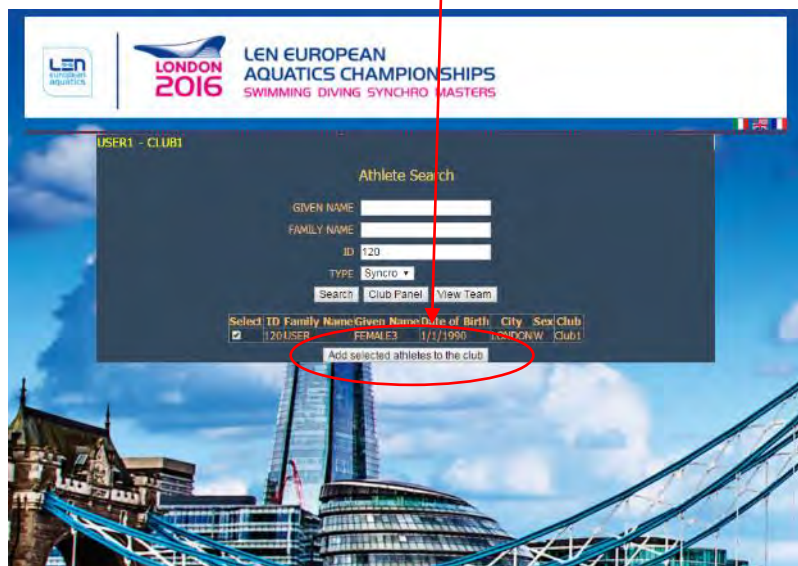 LEN
european
aquatics
LONDON
2016
LEN EUROPEAN
AQUATICS CHAMPIONSHIPS
SWIMMING DIVING SYNCHRO MASTERS
USER1 - CLUB1
Athlete Search
GIVEN NAME
FAMILY NAME
ID 120
TYPE Syncro
Search Club Panel View Team
Select ID Family Name Given Name Date of Birth City Sex Club
120 USER FEMALE3 1/1/1990 LONDON W Club1
Add selected athletes to the club